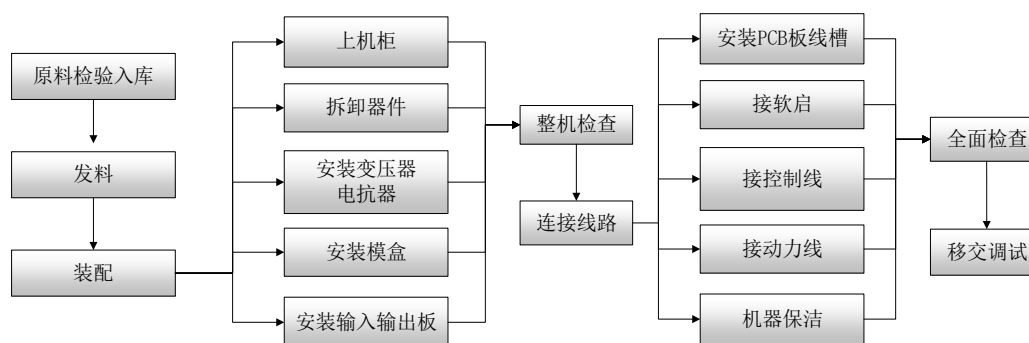 原料检验入库
发料
装配
上机柜
拆卸器件
安装变压器
电抗器
安装模盒
安装输入输出板
整机检查
连接线路
安装PCB板线槽
接软启
接控制线
接动力线
机器保洁
全面检查
移交调试